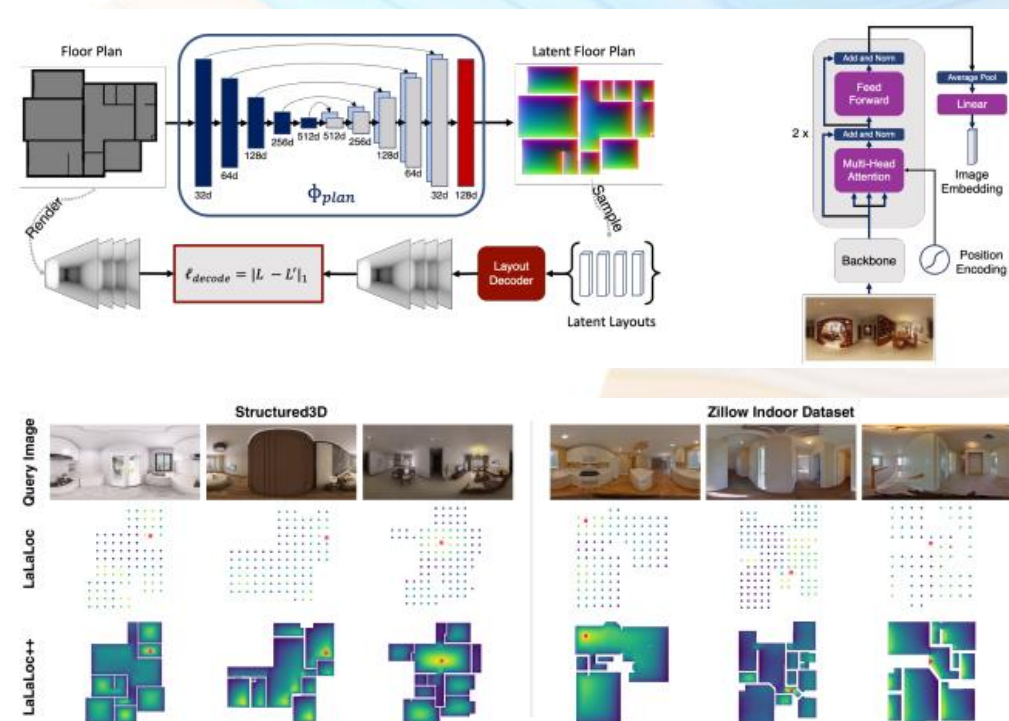 Floor Plan
Latent Floor Plan
32d
64d
128d
256d
512d
512d
256d
128d
64d
32d
128d
Φplan
Render
Sample
ℓdecode = |L − L′|1
Layout
Decoder
Latent Layouts
Add and Norm
Feed
Forward
2 x
Add and Norm
Multi-Head
Attention
Average Pool
Linear
Image
Embedding
Backbone
Position
Encoding
Structured3D
Zillow Indoor Dataset
Query Image
LaLaLoc
LaLaLoc++